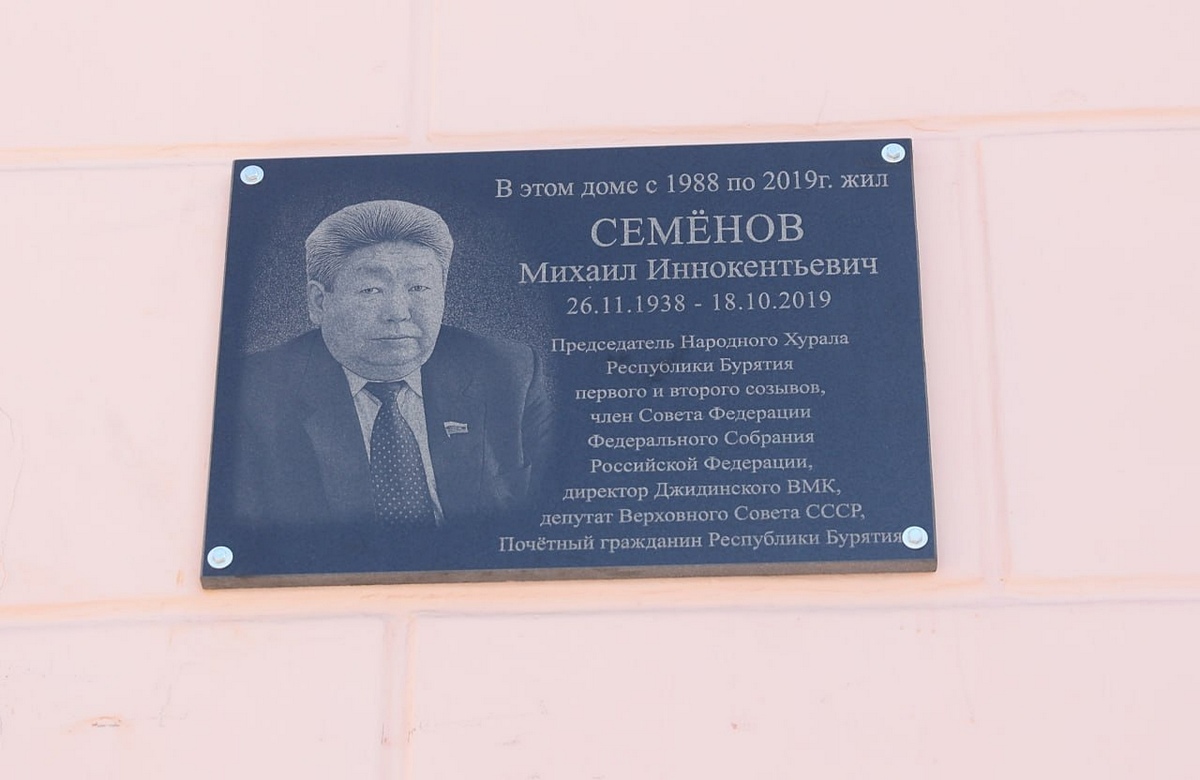 В этом доме с 1988 по 2019г. жил
СЕМЁНОВ
Михаил Иннокентьевич
26.11.1938 - 18.10.2019
Председатель Народного Хурала
Республики Бурятия
первого и второго созывов,
член Совета Федерации
Федерального Собрания
Российской Федерации,
директор Джидинского ВМК,
депутат Верховного Совета СССР,
Почётный гражданин Республики Бурятия